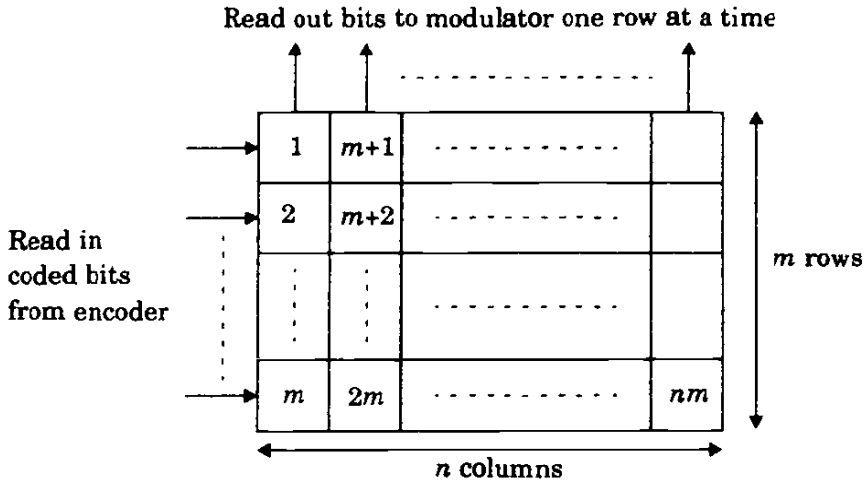 Read out bits to modulator one row at a time
1 m+1
2 m+2
Read in
coded bits
from encoder
m rows
m 2m nm
n columns